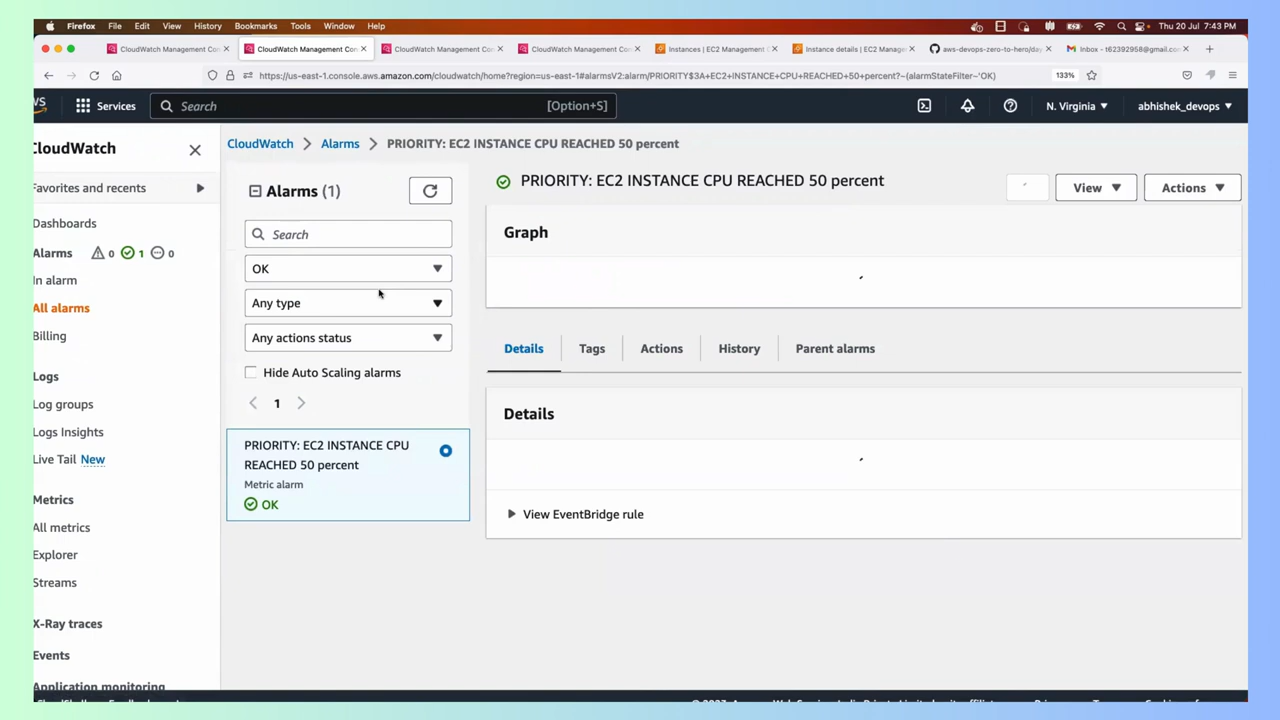 Firefox File Edit View History Bookmarks Tools Window Help Thu 20 Jul 7:43 PM
CloudWatch Management Con CloudWatch Management Con CloudWatch Management Co CloudWatch Management Con Instances | EC2 Management Instance details | EC2 Manage aws-devops-zero-to-hero/day Inbox - t62392958@gmail.co
https://us-east-1.console.aws.amazon.com/cloudwatch/home?region=us-east-1#alarmsV2:alarm/PRIORITY$3A+EC2+INSTANCE+CPU+REACHED+50+percent?~(alarmStateFilter~'OK) 133%
WS Services Search [Option+S] N. Virginia abhishek_devops
CloudWatch
Favorites and recents
Dashboards
Alarms 0 1 0
In alarm
All alarms
Billing
Logs
Log groups
Logs Insights
Live Tail New
Metrics
All metrics
Explorer
Streams
X-Ray traces
Events
Application monitoring
CloudWatch > Alarms > PRIORITY: EC2 INSTANCE CPU REACHED 50 percent
Alarms (1)
Search
OK
Any type
Any actions status
Hide Auto Scaling alarms
1
PRIORITY: EC2 INSTANCE CPU
REACHED 50 percent
Metric alarm
OK
PRIORITY: EC2 INSTANCE CPU REACHED 50 percent View Actions
Graph
Details Tags Actions History Parent alarms
Details
View EventBridge rule